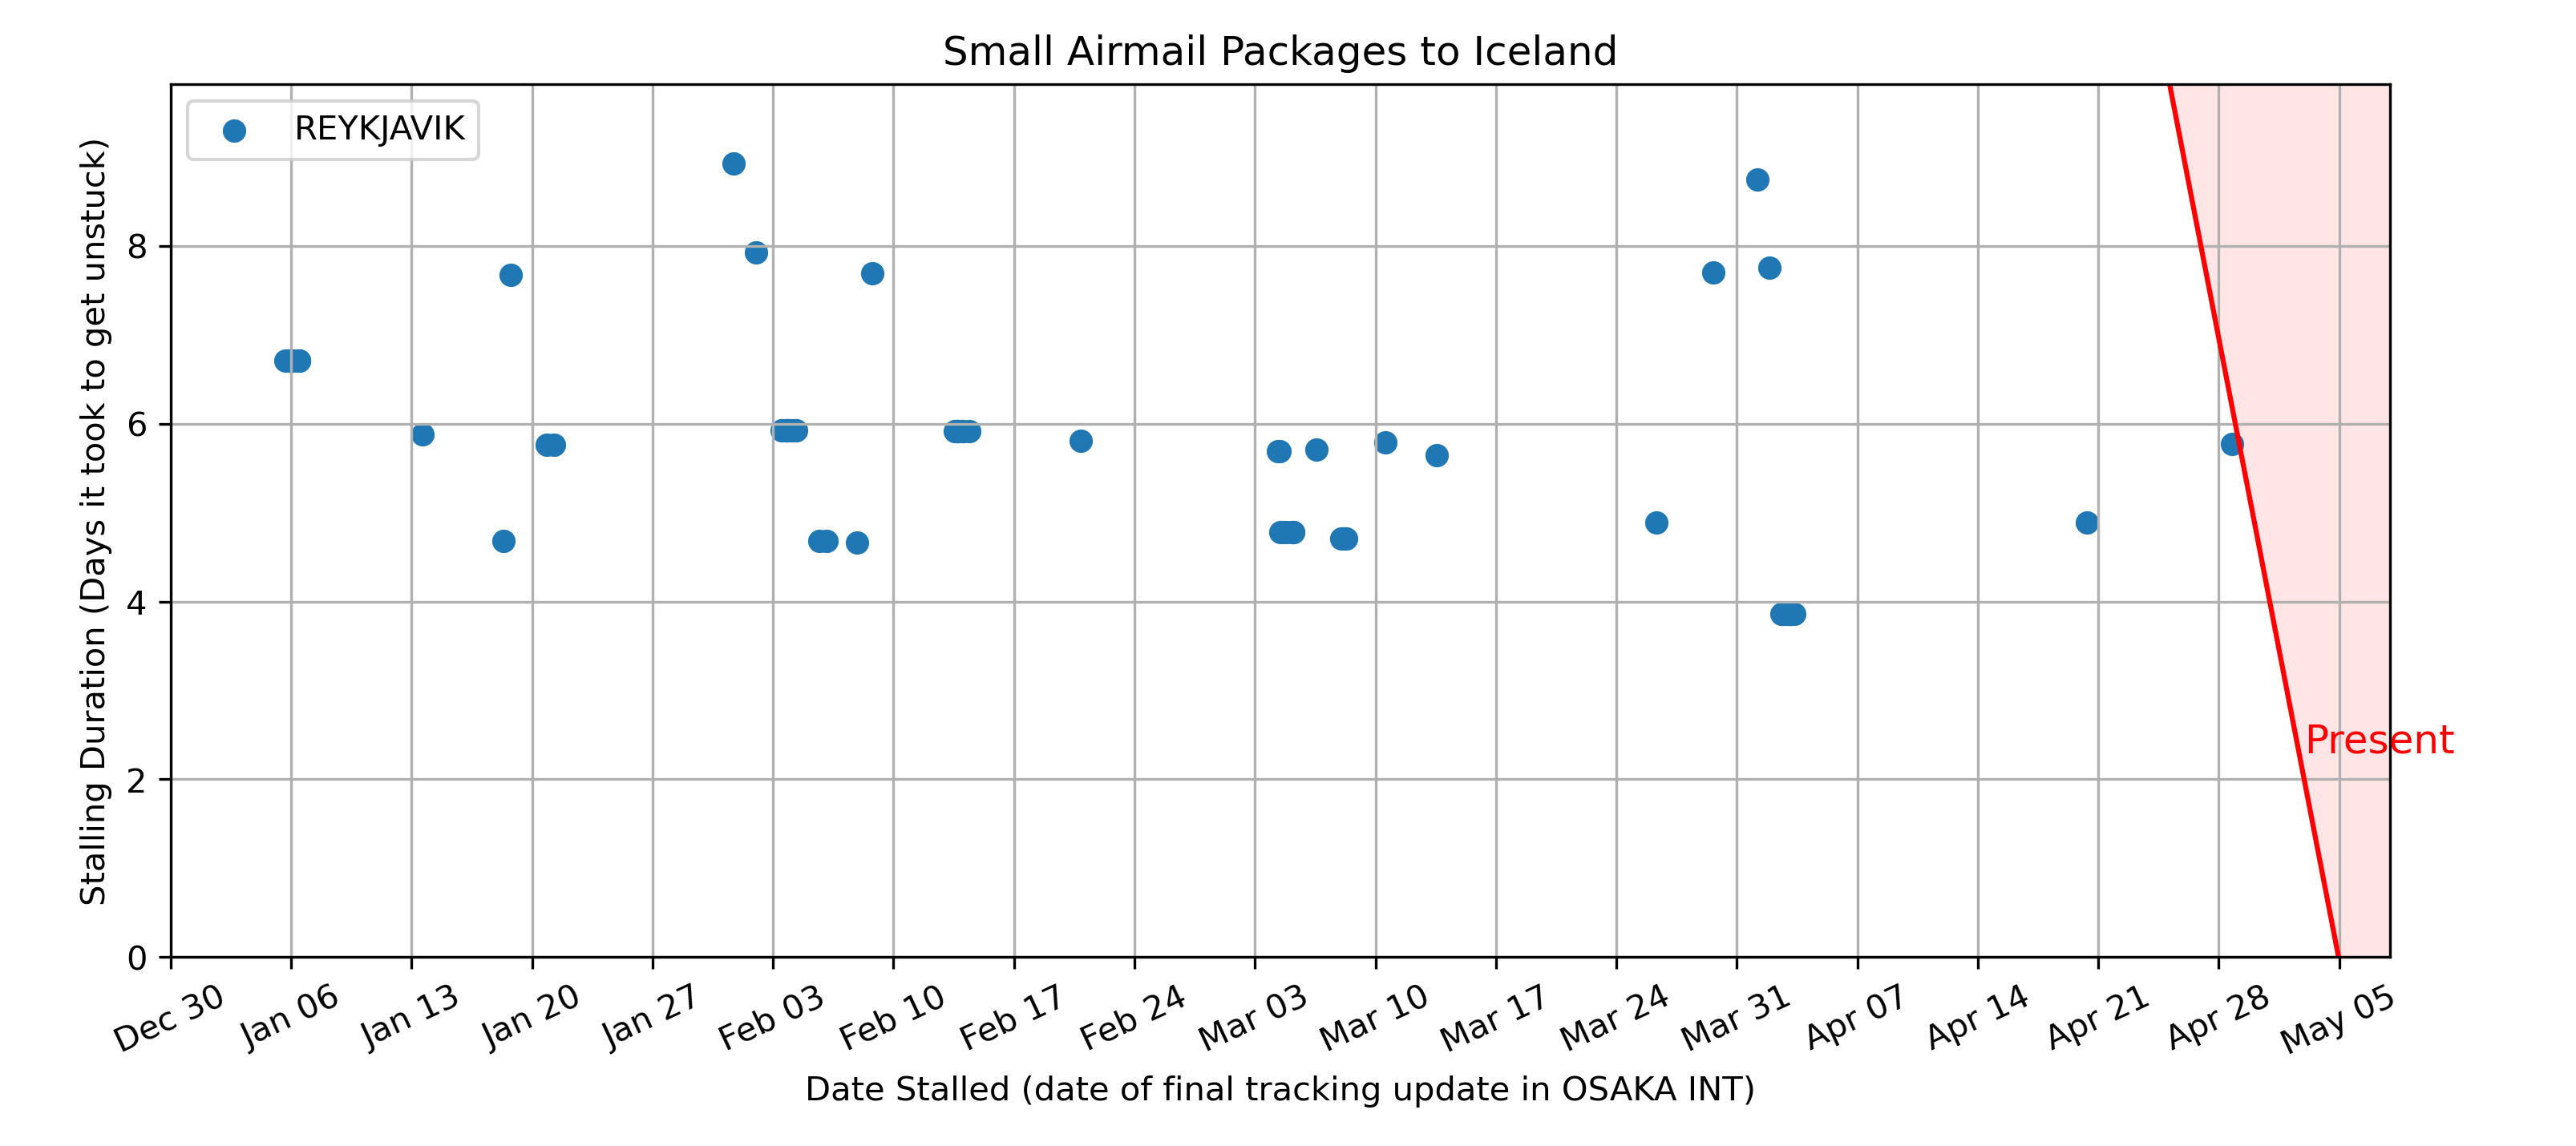 Small Airmail Packages to Iceland
REYKJAVIK
Stalling Duration (Days it took to get unstuck)
8
6
4
2
0
Present
Dec 30
Jan 06
Jan 13
Jan 20
Jan 27
Feb 03
Feb 10
Feb 17
Feb 24
Mar 03
Mar 10
Mar 17
Mar 24
Mar 31
Apr 07
Apr 14
Apr 21
Apr 28
May 05
Date Stalled (date of final tracking update in OSAKA INT)